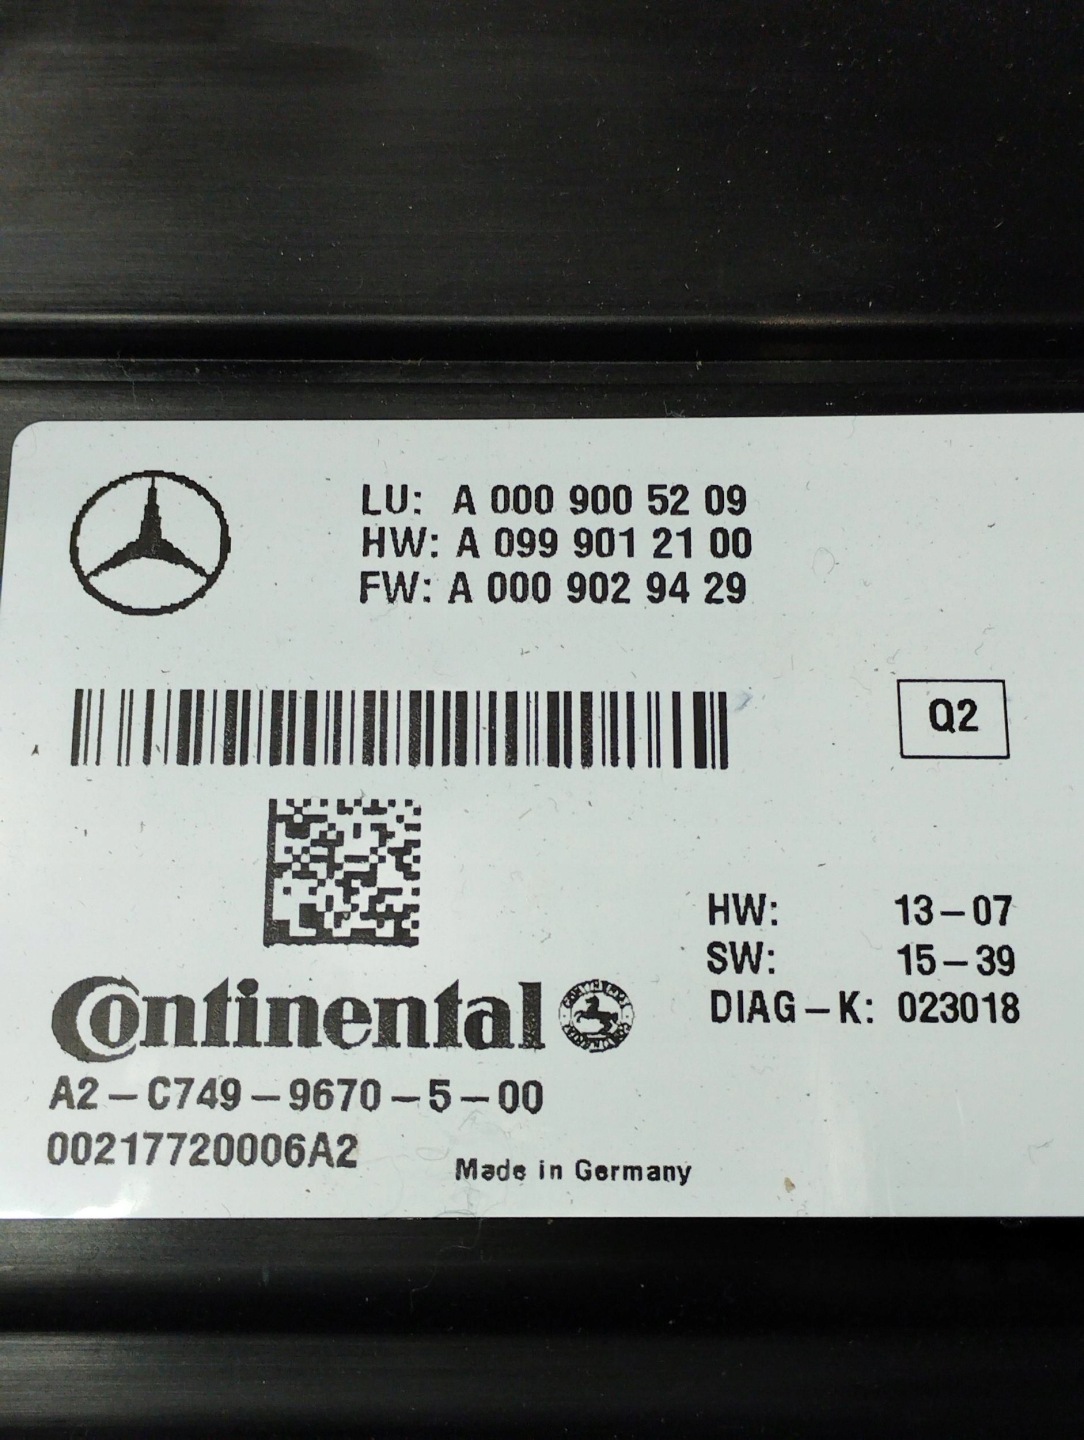 LU: A 000 900 52 09
HW: A 099 901 21 00
FW: A 000 902 94 29
Q2
HW: 13-07
SW: 15-39
DIAG-K: 023018
Continental
A2-C749-9670-5-00
00217720006A2
Made in Germany